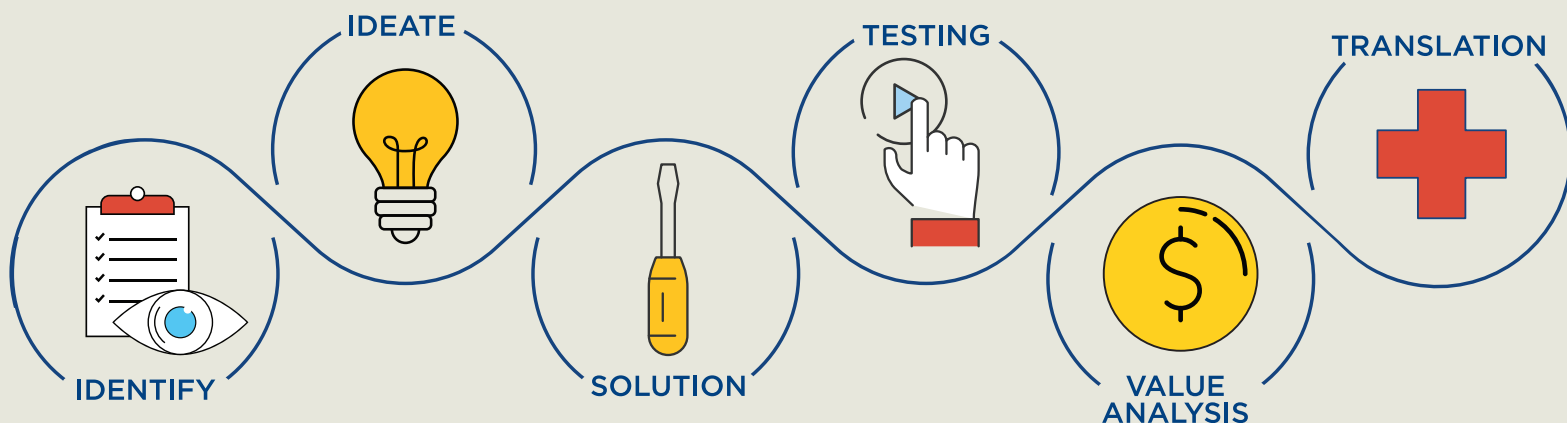 IDENTIFY
IDEATE
SOLUTION
TESTING
VALUE
ANALYSIS
TRANSLATION